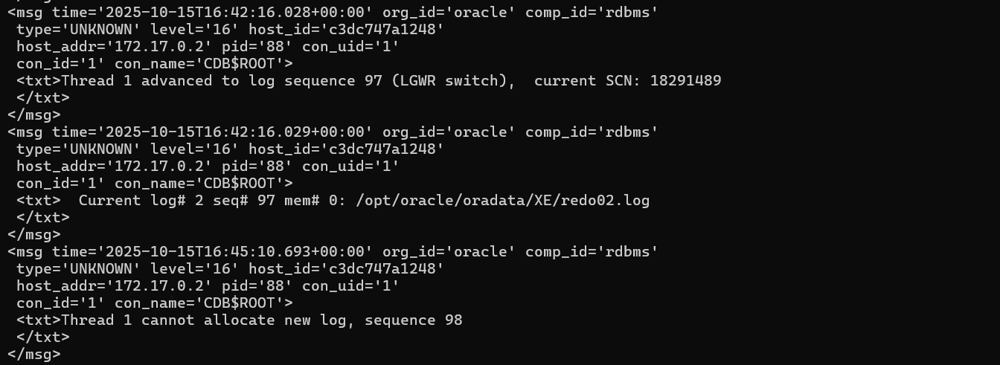 <msg time='2025-10-15T16:42:16.028+00:00' org_id='oracle' comp_id='rdbms'
 type='UNKNOWN' level='16' host_id='c3dc747a1248'
 host_addr='172.17.0.2' pid='88' con_uid='1'
 con_id='1' con_name='CDB$ROOT'>
 <txt>Thread 1 advanced to log sequence 97 (LGWR switch),  current SCN: 18291489
 </txt>
</msg>
<msg time='2025-10-15T16:42:16.029+00:00' org_id='oracle' comp_id='rdbms'
 type='UNKNOWN' level='16' host_id='c3dc747a1248'
 host_addr='172.17.0.2' pid='88' con_uid='1'
 con_id='1' con_name='CDB$ROOT'>
 <txt>  Current log# 2 seq# 97 mem# 0: /opt/oracle/oradata/XE/redo02.log
 </txt>
</msg>
<msg time='2025-10-15T16:45:10.693+00:00' org_id='oracle' comp_id='rdbms'
 type='UNKNOWN' level='16' host_id='c3dc747a1248'
 host_addr='172.17.0.2' pid='88' con_uid='1'
 con_id='1' con_name='CDB$ROOT'>
 <txt>Thread 1 cannot allocate new log, sequence 98
 </txt>
</msg>